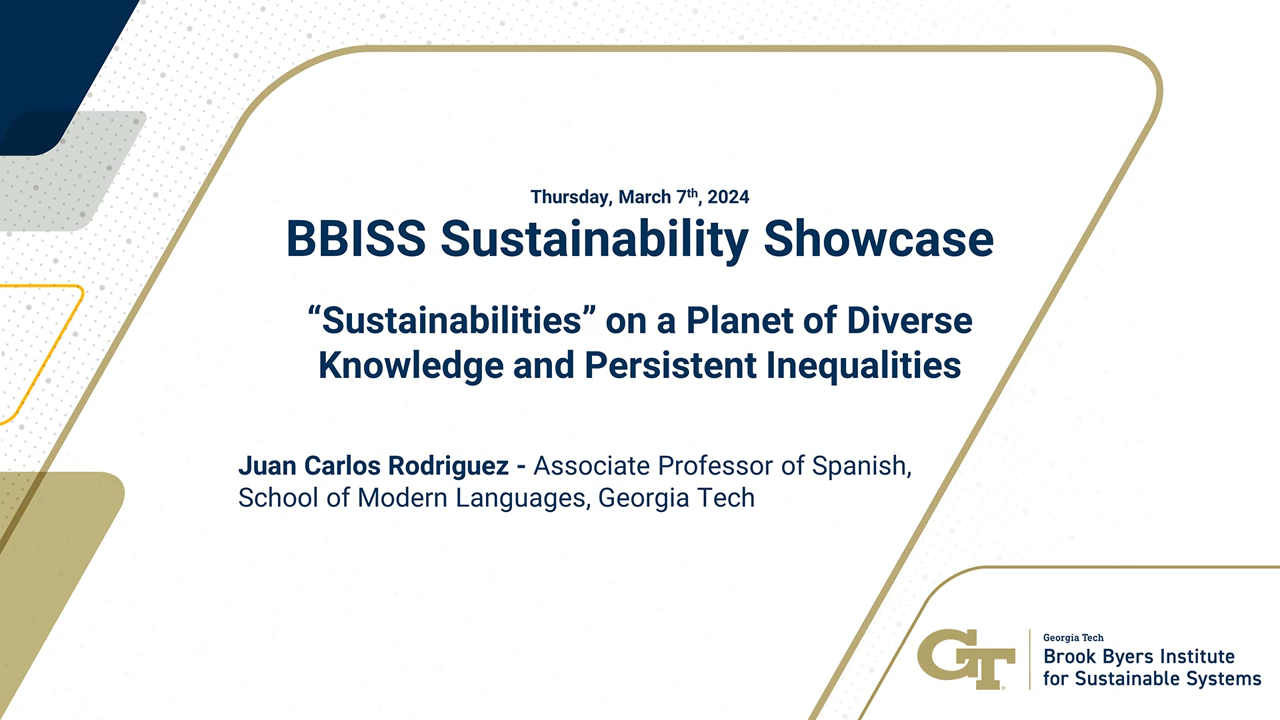 Thursday, March 7th, 2024
BBISS Sustainability Showcase
“Sustainabilities” on a Planet of Diverse
Knowledge and Persistent Inequalities
Juan Carlos Rodriguez - Associate Professor of Spanish,
School of Modern Languages, Georgia Tech
GT
Georgia Tech
Brook Byers Institute
for Sustainable Systems